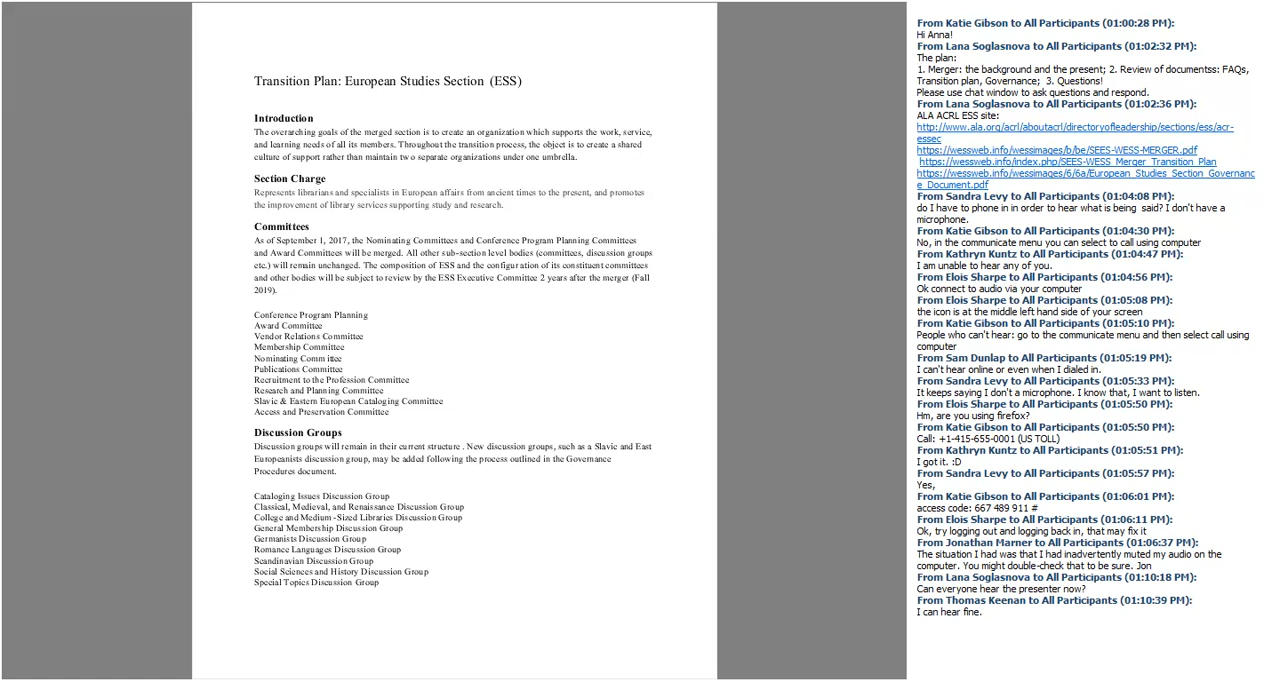 Transition Plan: European Studies Section (ESS)
Introduction
The overarching goals of the merged section is to create an organization which supports the work, service,
and learning needs of all its members. Throughout the transition process, the object is to create a shared
culture of support rather than maintain two separate organizations under one umbrella.
Section Charge
Represents librarians and specialists in European affairs from ancient times to the present, and promotes
the improvement of library services supporting study and research.
Committees
As of September 1, 2017, the Nominating Committees and Conference Program Planning Committees
and Award Committees will be merged. All other sub-section level bodies (committees, discussion groups
etc.) will remain unchanged. The composition of ESS and the configuration of its constituent committees
and other bodies will be subject to review by the ESS Executive Committee 2 years after the merger (Fall
2019).
Conference Program Planning
Award Committee
Vendor Relations Committee
Membership Committee
Nominating Committee
Publications Committee
Recruitment to the Profession Committee
Research and Planning Committee
Slavic & Eastern European Cataloging Committee
Access and Preservation Committee
Discussion Groups
Discussion groups will remain in their current structure. New discussion groups, such as a Slavic and East
Europeanists discussion group, may be added following the process outlined in the Governance
Procedures document.
Cataloging Issues Discussion Group
Classical, Medieval, and Renaissance Discussion Group
College and Medium-Sized Libraries Discussion Group
General Membership Discussion Group
Germanists Discussion Group
Romance Languages Discussion Group
Scandinavian Discussion Group
Social Sciences and History Discussion Group
Special Topics Discussion Group
From Katie Gibson to All Participants (01:00:28 PM):
Hi Anna!
From Lana Soglasnova to All Participants (01:02:32 PM):
The plan:
1. Merger: the background and the present; 2. Review of documentss: FAQs,
Transition plan, Governance; 3. Questions!
Please use chat window to ask questions and respond.
From Lana Soglasnova to All Participants (01:02:36 PM):
ALA ACRL ESS site:
http://www.ala.org/acrl/aboutacrl/directoryofleadership/sections/ess/acr-
essec
https://wessweb.info/wessimages/b/be/SEES-WESS-MERGER.pdf
https://wessweb.info/index.php/SEES-WESS_Merger_Transition_Plan
https://wessweb.info/wessimages/6/6a/European_Studies_Section_Governanc
e_Document.pdf
From Sandra Levy to All Participants (01:04:08 PM):
do I have to phone in in order to hear what is being said? I don't have a
microphone.
From Katie Gibson to All Participants (01:04:30 PM):
No, in the communicate menu you can select to call using computer
From Kathryn Kuntz to All Participants (01:04:47 PM):
I am unable to hear any of you.
From Elois Sharpe to All Participants (01:04:56 PM):
Ok connect to audio via your computer
From Elois Sharpe to All Participants (01:05:08 PM):
the icon is at the middle left hand side of your screen
From Katie Gibson to All Participants (01:05:10 PM):
People who can't hear: go to the communicate menu and then select call using
computer
From Sam Dunlap to All Participants (01:05:19 PM):
I can't hear online or even when I dialed in.
From Sandra Levy to All Participants (01:05:33 PM):
It keeps saying I don't a microphone. I know that, I want to listen.
From Elois Sharpe to All Participants (01:05:50 PM):
Hm, are you using firefox?
From Katie Gibson to All Participants (01:05:50 PM):
Call: +1-415-655-0001 (US TOLL)
From Kathryn Kuntz to All Participants (01:05:51 PM):
I got it. :D
From Sandra Levy to All Participants (01:05:57 PM):
Yes,
From Katie Gibson to All Participants (01:06:01 PM):
access code: 667 489 911 #
From Elois Sharpe to All Participants (01:06:11 PM):
Ok, try logging out and logging back in, that may fix it
From Jonathan Marner to All Participants (01:06:37 PM):
The situation I had was that I had inadvertently muted my audio on the
computer. You might double-check that to be sure. Jon
From Lana Soglasnova to All Participants (01:10:18 PM):
Can everyone hear the presenter now?
From Thomas Keenan to All Participants (01:10:39 PM):
I can hear fine.